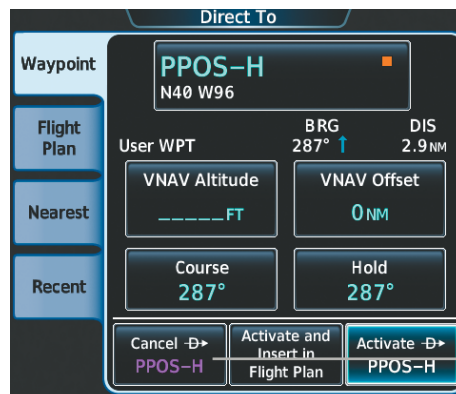 Direct To
Waypoint
PPOS-H
N40 W96
Flight
Plan
User WPT
BRG
287° ↑
DIS
2.9NM
Nearest
VNAV Altitude
_____FT
VNAV Offset
0NM
Recent
Course
287°
Hold
287°
Cancel D→
PPOS-H
Activate and
Insert in
Flight Plan
Activate D→
PPOS-H